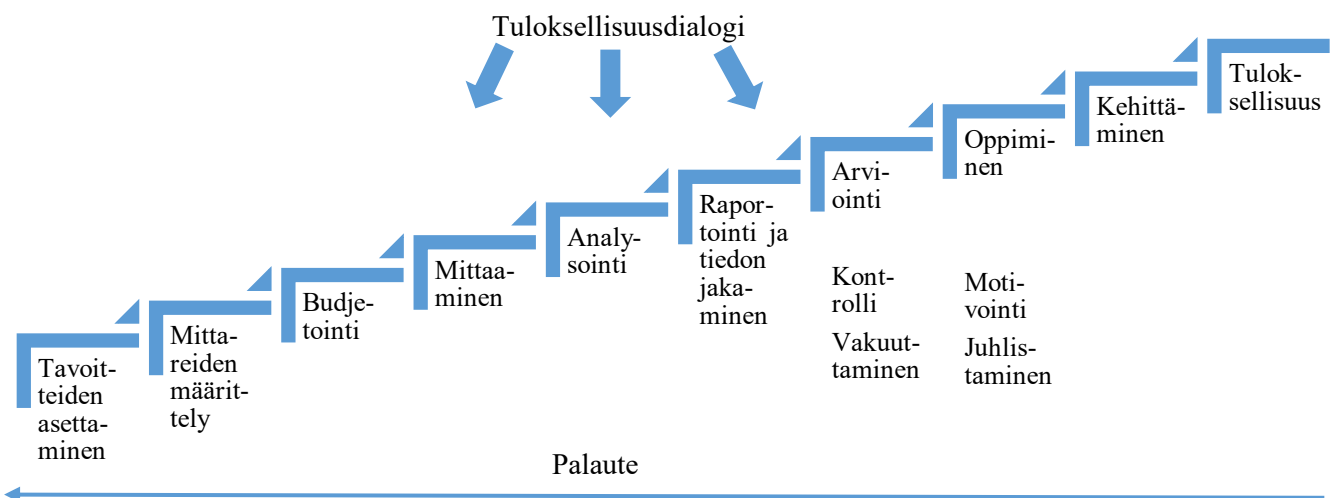 Tuloksellisuusdialogi
Tavoit-
teiden
asetta-
minen
Mitta-
reiden
määrit-
tely
Budje-
tointi
Mittaa-
minen
Analy-
sointi
Rapor-
tointi ja
tiedon
jaka-
minen
Arvi-
ointi
Kont-
rolli
Vakuut-
taminen
Oppimi-
nen
Moti-
vointi
Juhlis-
taminen
Kehittä-
minen
Tulok-
sellisuus
Palaute